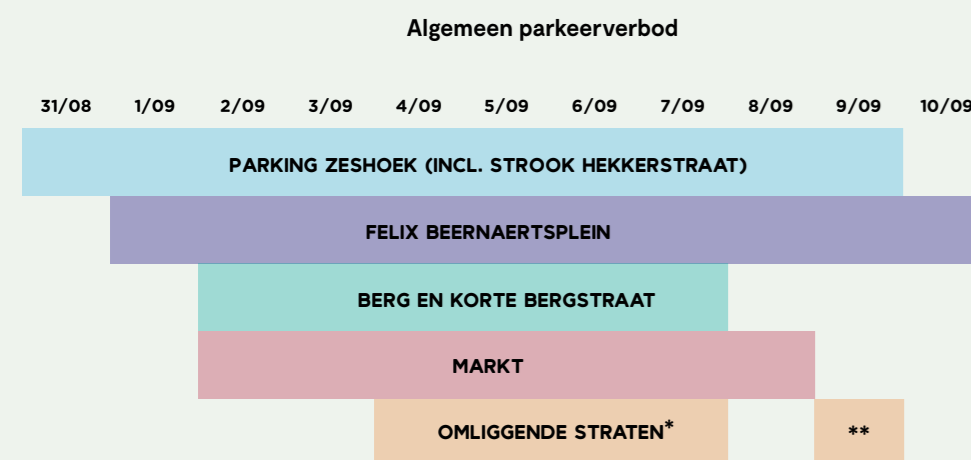 Algemeen parkeerverbod
31/08 1/09 2/09 3/09 4/09 5/09 6/09 7/09 8/09 9/09 10/09
PARKING ZESHOEK (INCL. STROOK HEKKERSTRAAT)
FELIX BEERNAERTSPLEIN
BERG EN KORTE BERGSTRAAT
MARKT
OMLIGGENDE STRATEN* **